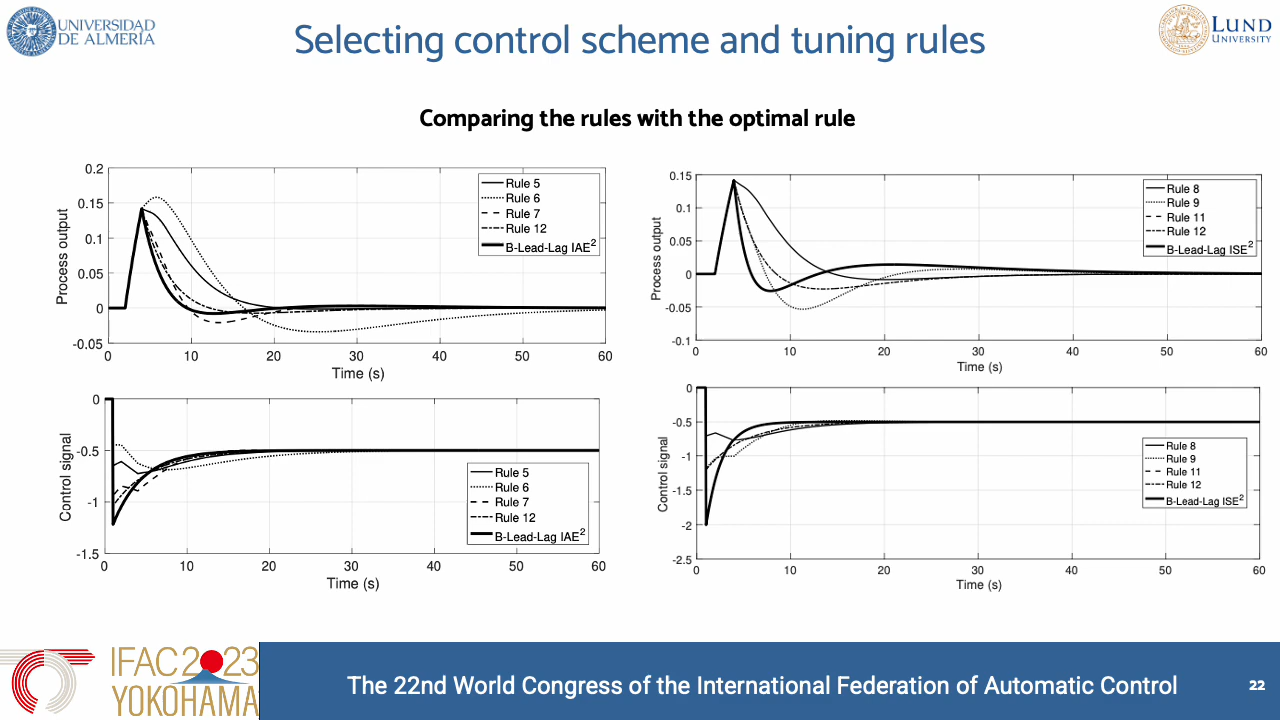 UNIVERSIDAD
DE ALMERÍA
Selecting control scheme and tuning rules
LUND
UNIVERSITY
Comparing the rules with the optimal rule
0.2
0.15
0.1
0.05
0
-0.05
Process output
Rule 5
Rule 6
Rule 7
Rule 12
B-Lead-Lag IAE²
0 10 20 30 40 50 60
Time (s)
0.15
0.1
0.05
0
-0.05
-0.1
Process output
Rule 8
Rule 9
Rule 11
Rule 12
B-Lead-Lag ISE²
0 10 20 30 40 50 60
Time (s)
0
-0.5
-1
-1.5
Control signal
Rule 5
Rule 6
Rule 7
Rule 12
B-Lead-Lag IAE²
0 10 20 30 40 50 60
Time (s)
0
-0.5
-1
-1.5
-2
-2.5
Control signal
Rule 8
Rule 9
Rule 11
Rule 12
B-Lead-Lag ISE²
0 10 20 30 40 50 60
Time (s)
IFAC 2023
YOKOHAMA
The 22nd World Congress of the International Federation of Automatic Control
22